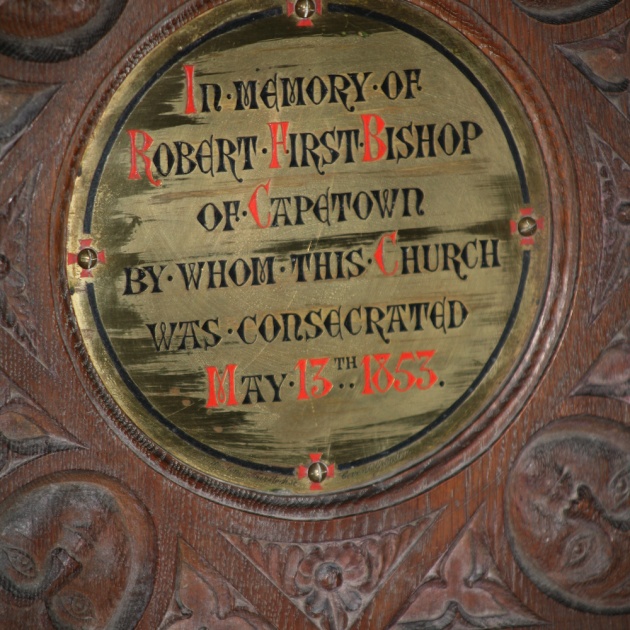 In·memory·of
Robert·First·Bishop
of·Capetown
by·whom·this·Church
was·consecrated
May·13TH..1853.